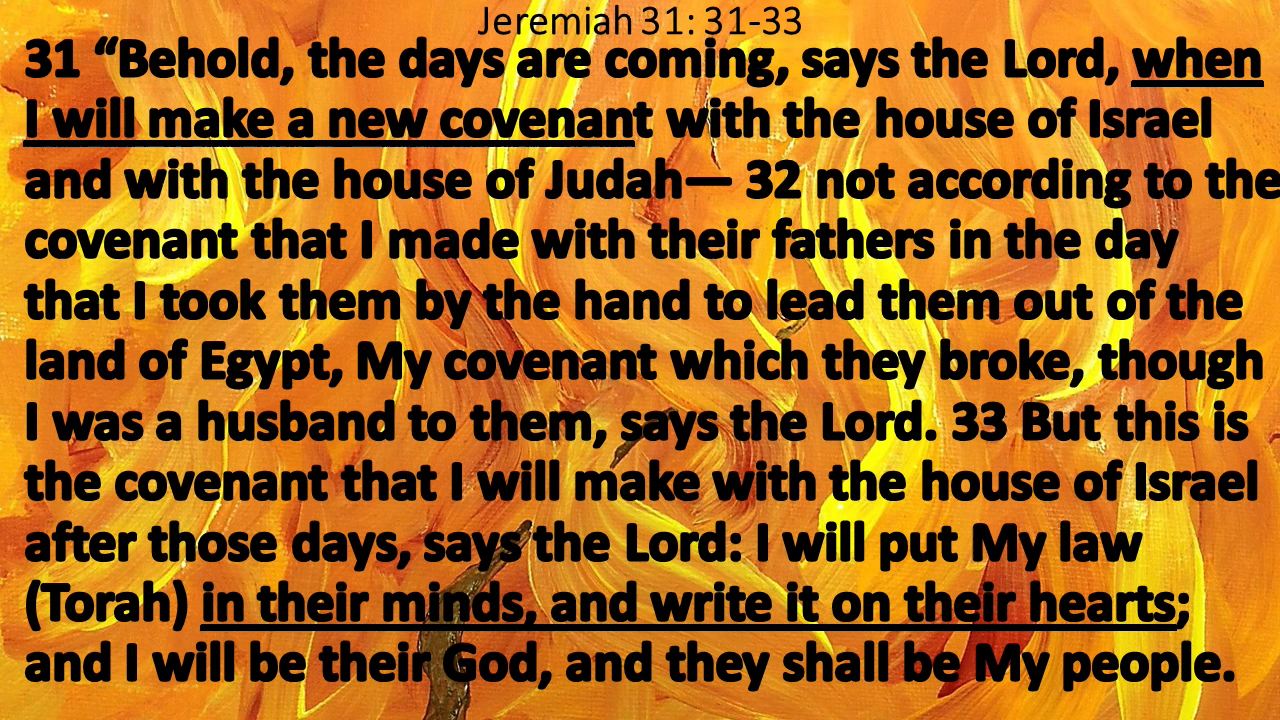 Jeremiah 31: 31-33
31 “Behold, the days are coming, says the Lord, when
I will make a new covenant with the house of Israel
and with the house of Judah— 32 not according to the
covenant that I made with their fathers in the day
that I took them by the hand to lead them out of the
land of Egypt, My covenant which they broke, though
I was a husband to them, says the Lord. 33 But this is
the covenant that I will make with the house of Israel
after those days, says the Lord: I will put My law
(Torah) in their minds, and write it on their hearts;
and I will be their God, and they shall be My people.